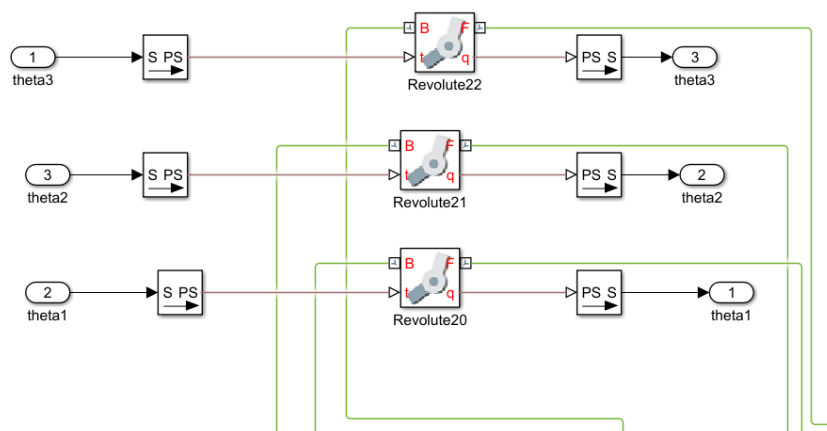 B F
1 S PS t q PS S 3
theta3 Revolute22 theta3
B F
3 S PS t q PS S 2
theta2 Revolute21 theta2
B F
2 S PS t q PS S 1
theta1 Revolute20 theta1